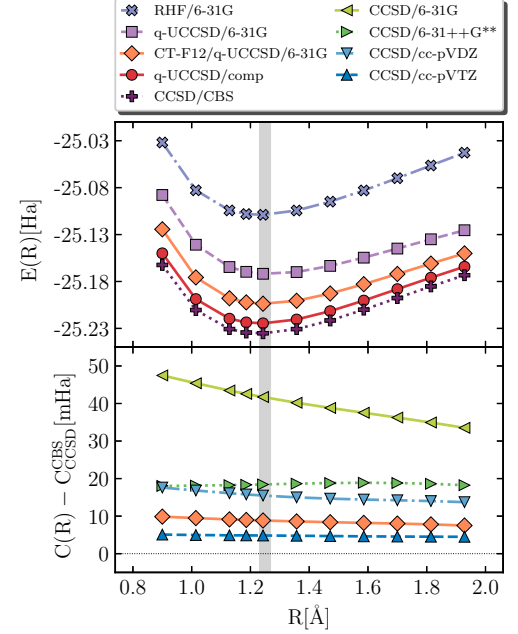 RHF/6-31G
q-UCCSD/6-31G
CT-F12/q-UCCSD/6-31G
q-UCCSD/comp
CCSD/CBS
CCSD/6-31G
CCSD/6-31++G**
CCSD/cc-pVDZ
CCSD/cc-pVTZ
E(R)[Ha]
-25.03
-25.08
-25.13
-25.18
-25.23
C(R) − C^CBS_CCSD [mHa]
50
40
30
20
10
0
0.8 1.0 1.2 1.4 1.6 1.8 2.0
R[Å]